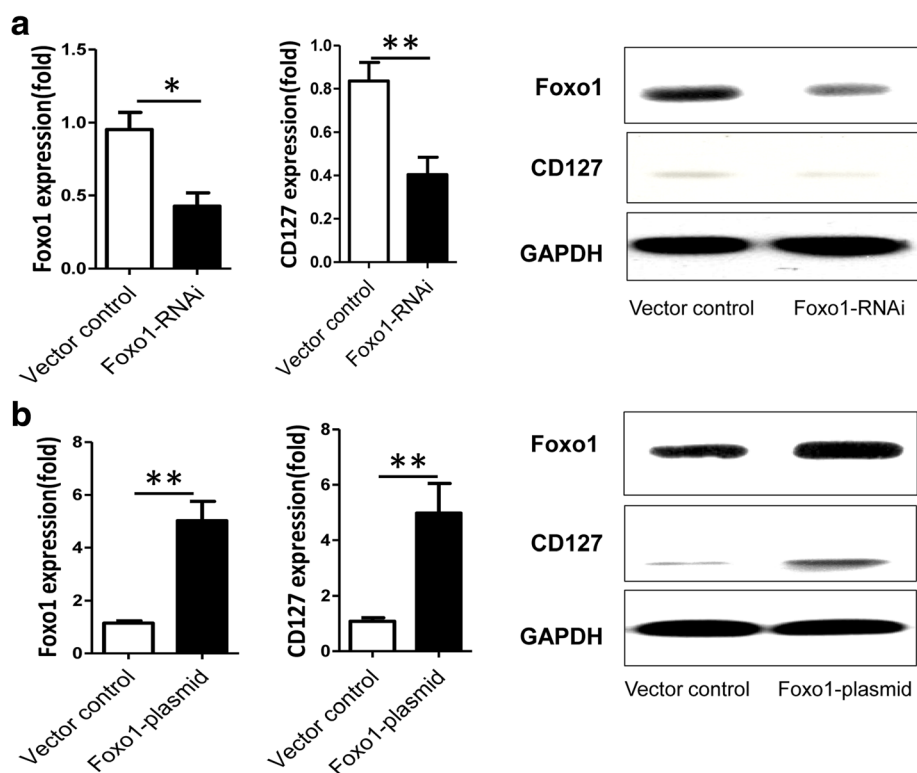 a
Foxo1 expression(fold)
1.5
1.0
0.5
0.0
*
Vector control
Foxo1-RNAi
CD127 expression(fold)
1.0
0.8
0.6
0.4
0.2
0.0
**
Vector control
Foxo1-RNAi
Foxo1
CD127
GAPDH
Vector control Foxo1-RNAi
b
Foxo1 expression(fold)
8
6
4
2
0
**
Vector control
Foxo1-plasmid
CD127 expression(fold)
8
6
4
2
0
**
Vector control
Foxo1-plasmid
Foxo1
CD127
GAPDH
Vector control Foxo1-plasmid